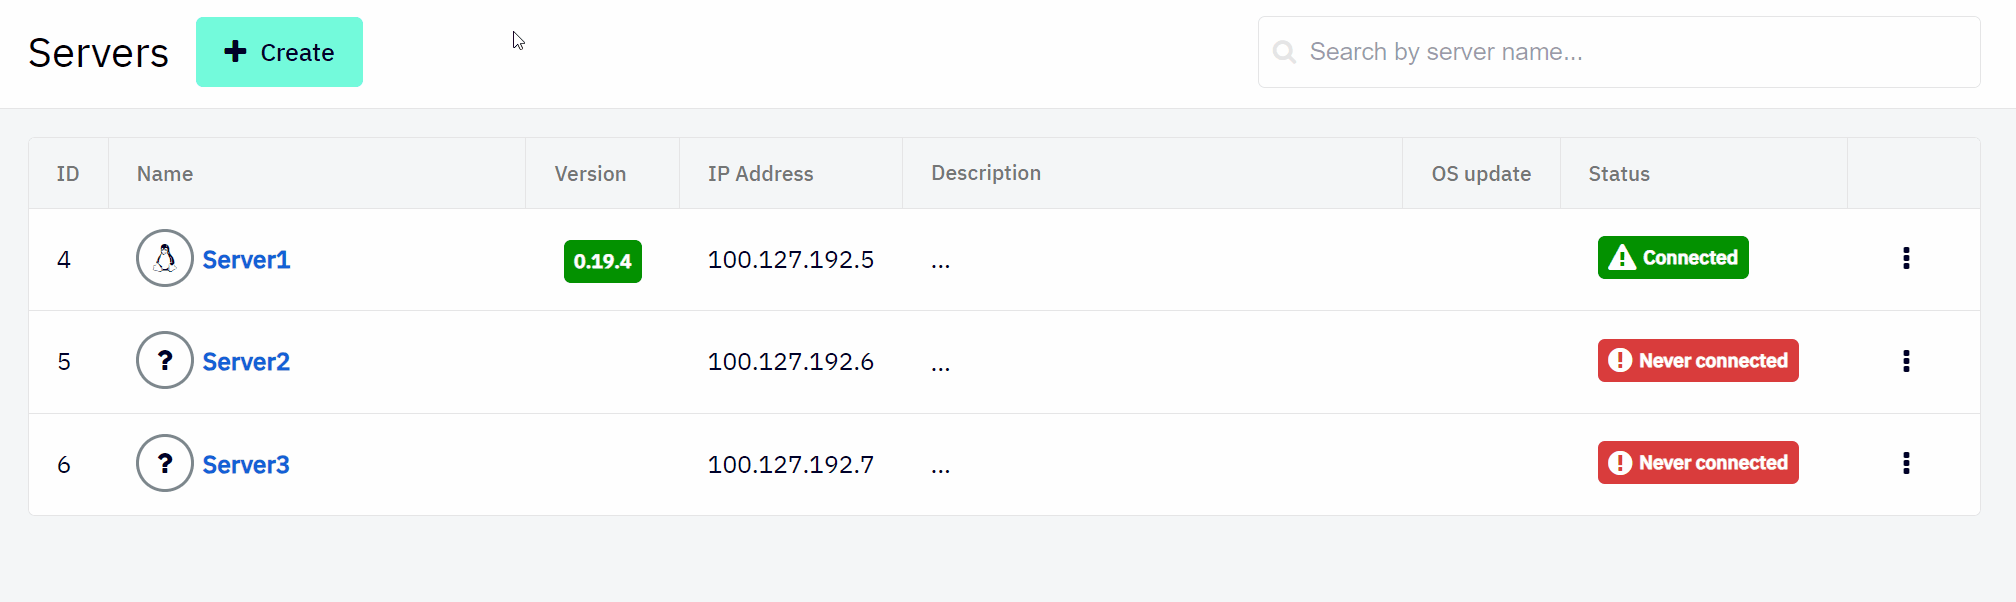 Servers Create Search by server name...
ID Name Version IP Address Description OS update Status
4 Server1 0.19.4 100.127.192.5 ... Connected
5 ? Server2 100.127.192.6 ... Never connected
6 ? Server3 100.127.192.7 ... Never connected